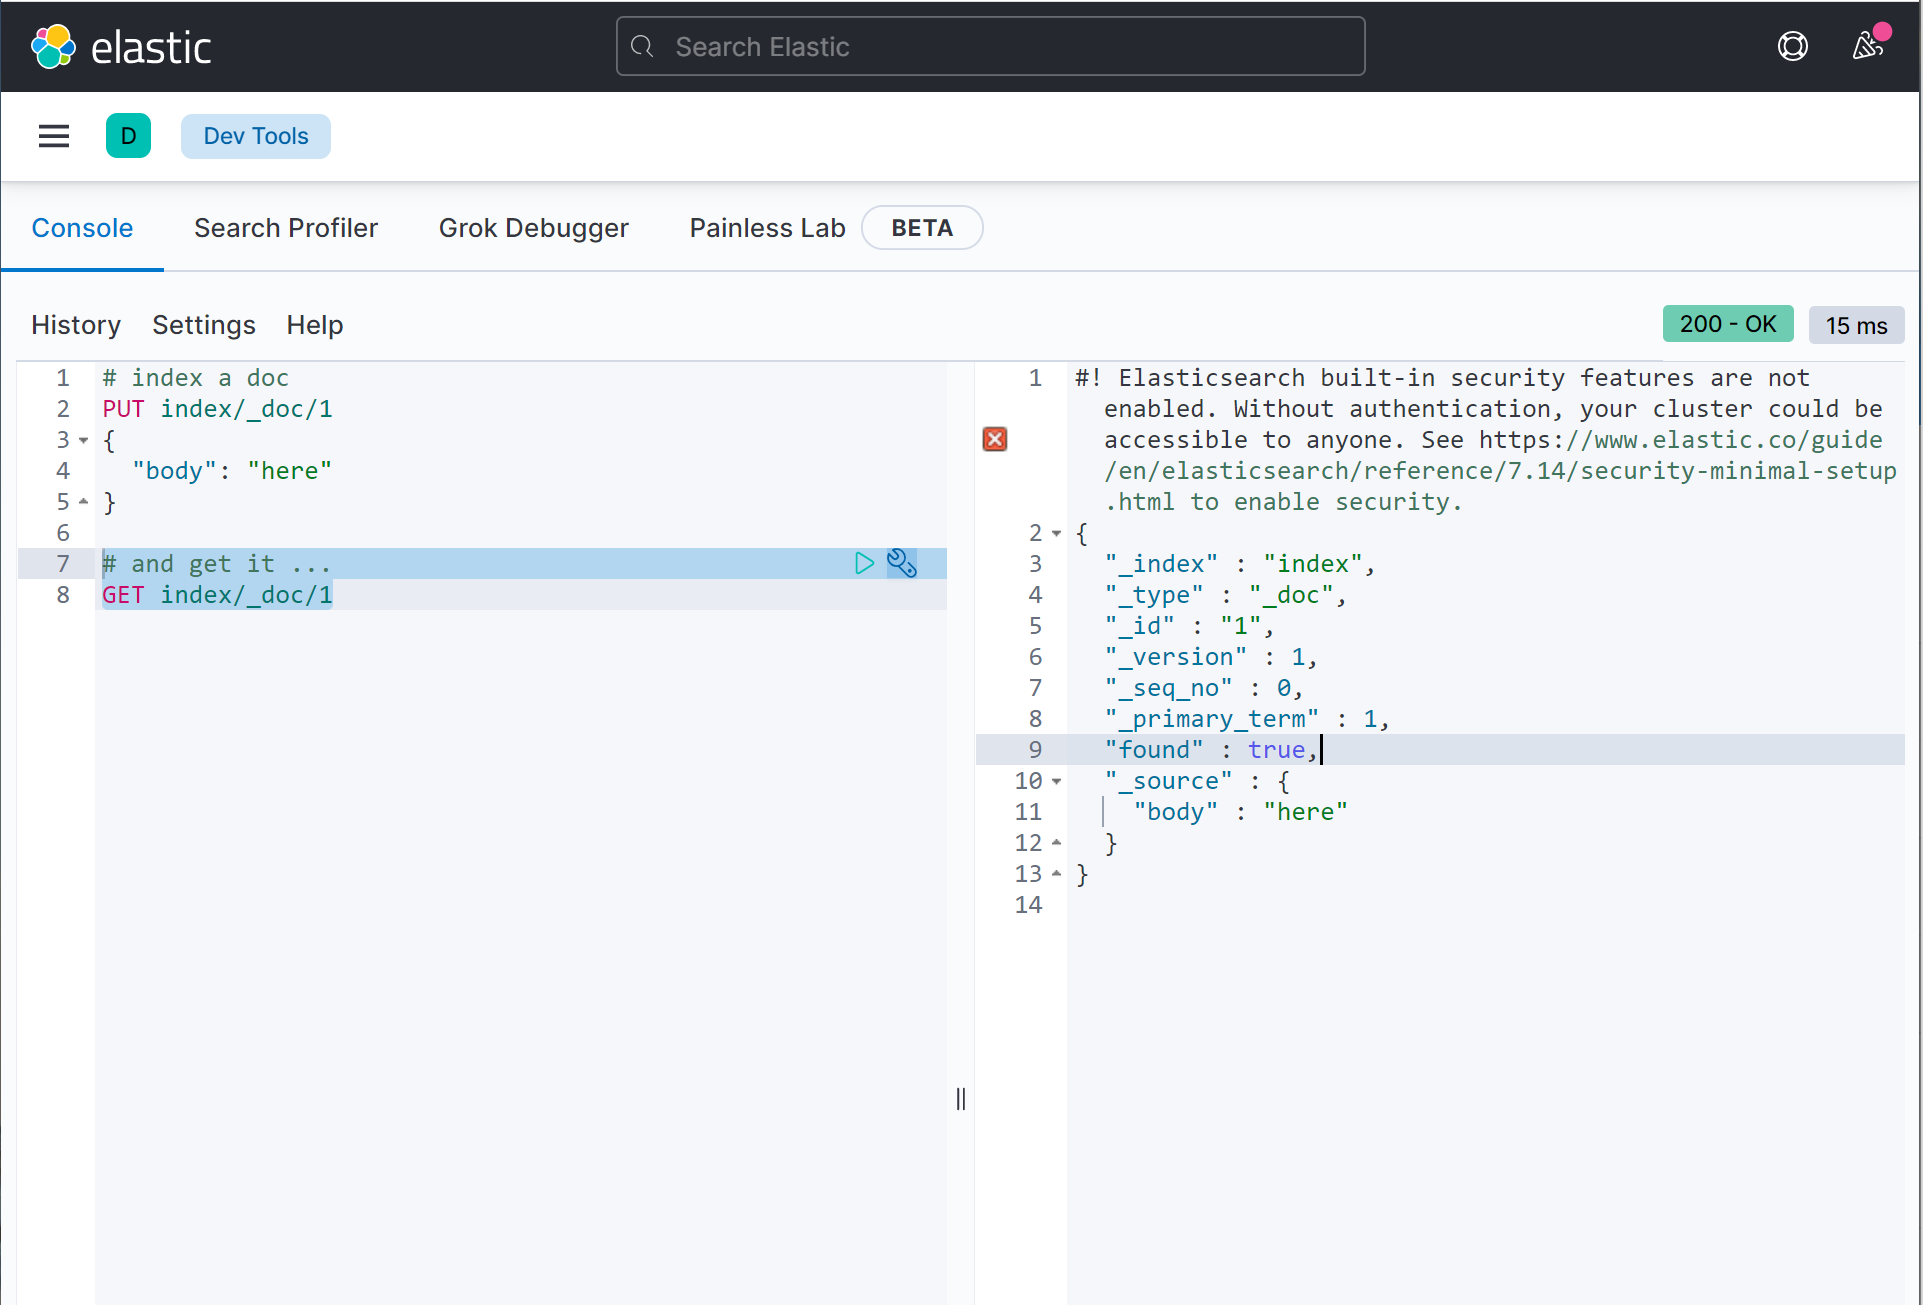 elastic
Search Elastic
D
Dev Tools
Console
Search Profiler
Grok Debugger
Painless Lab
BETA
History
Settings
Help
200 - OK
15 ms
1 # index a doc
2 PUT index/_doc/1
3 {
4   "body": "here"
5 }
6
7 # and get it ...
8 GET index/_doc/1
1 #! Elasticsearch built-in security features are not
enabled. Without authentication, your cluster could be
accessible to anyone. See https://www.elastic.co/guide
/en/elasticsearch/reference/7.14/security-minimal-setup
.html to enable security.
2 {
3   "_index" : "index",
4   "_type" : "_doc",
5   "_id" : "1",
6   "_version" : 1,
7   "_seq_no" : 0,
8   "_primary_term" : 1,
9   "found" : true,
10   "_source" : {
11     "body" : "here"
12   }
13 }
14